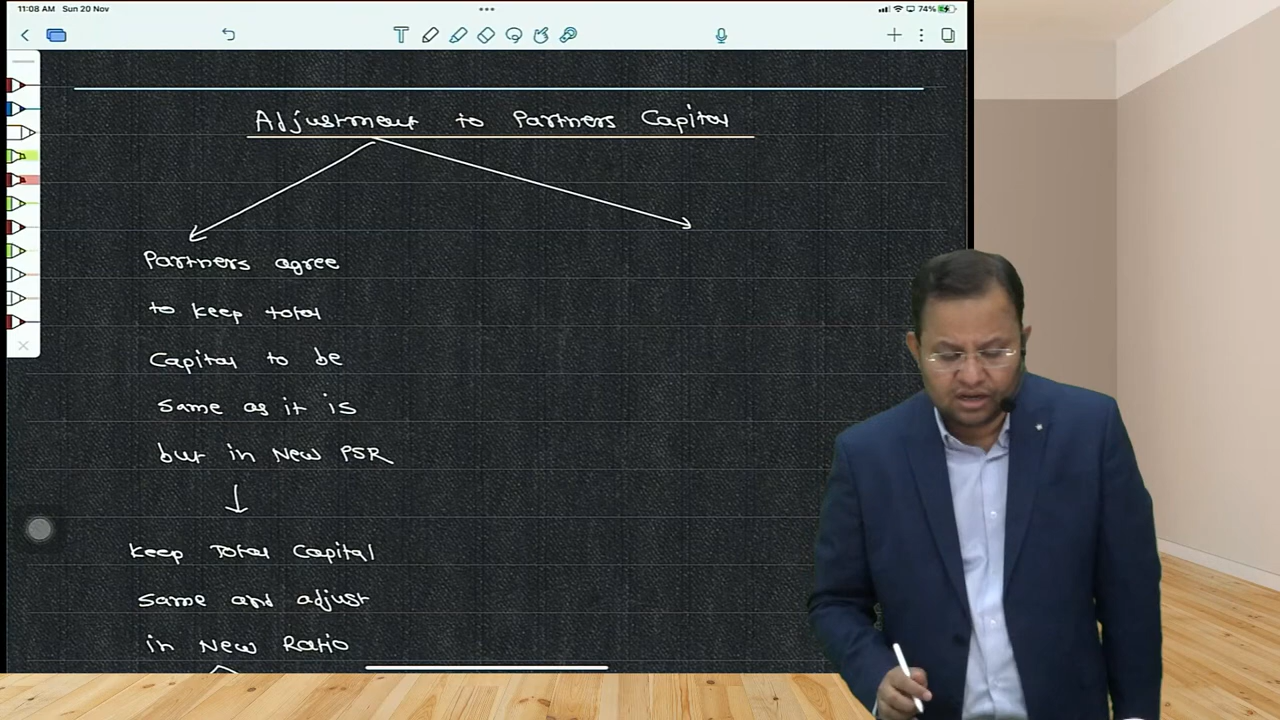 11:08 AM Sun 20 Nov
74%
Adjustment to Partners Capital
Partners agree
to keep total
Capital to be
same as it is
but in New PSR
Keep Total Capital
same and adjust
in New Ratio